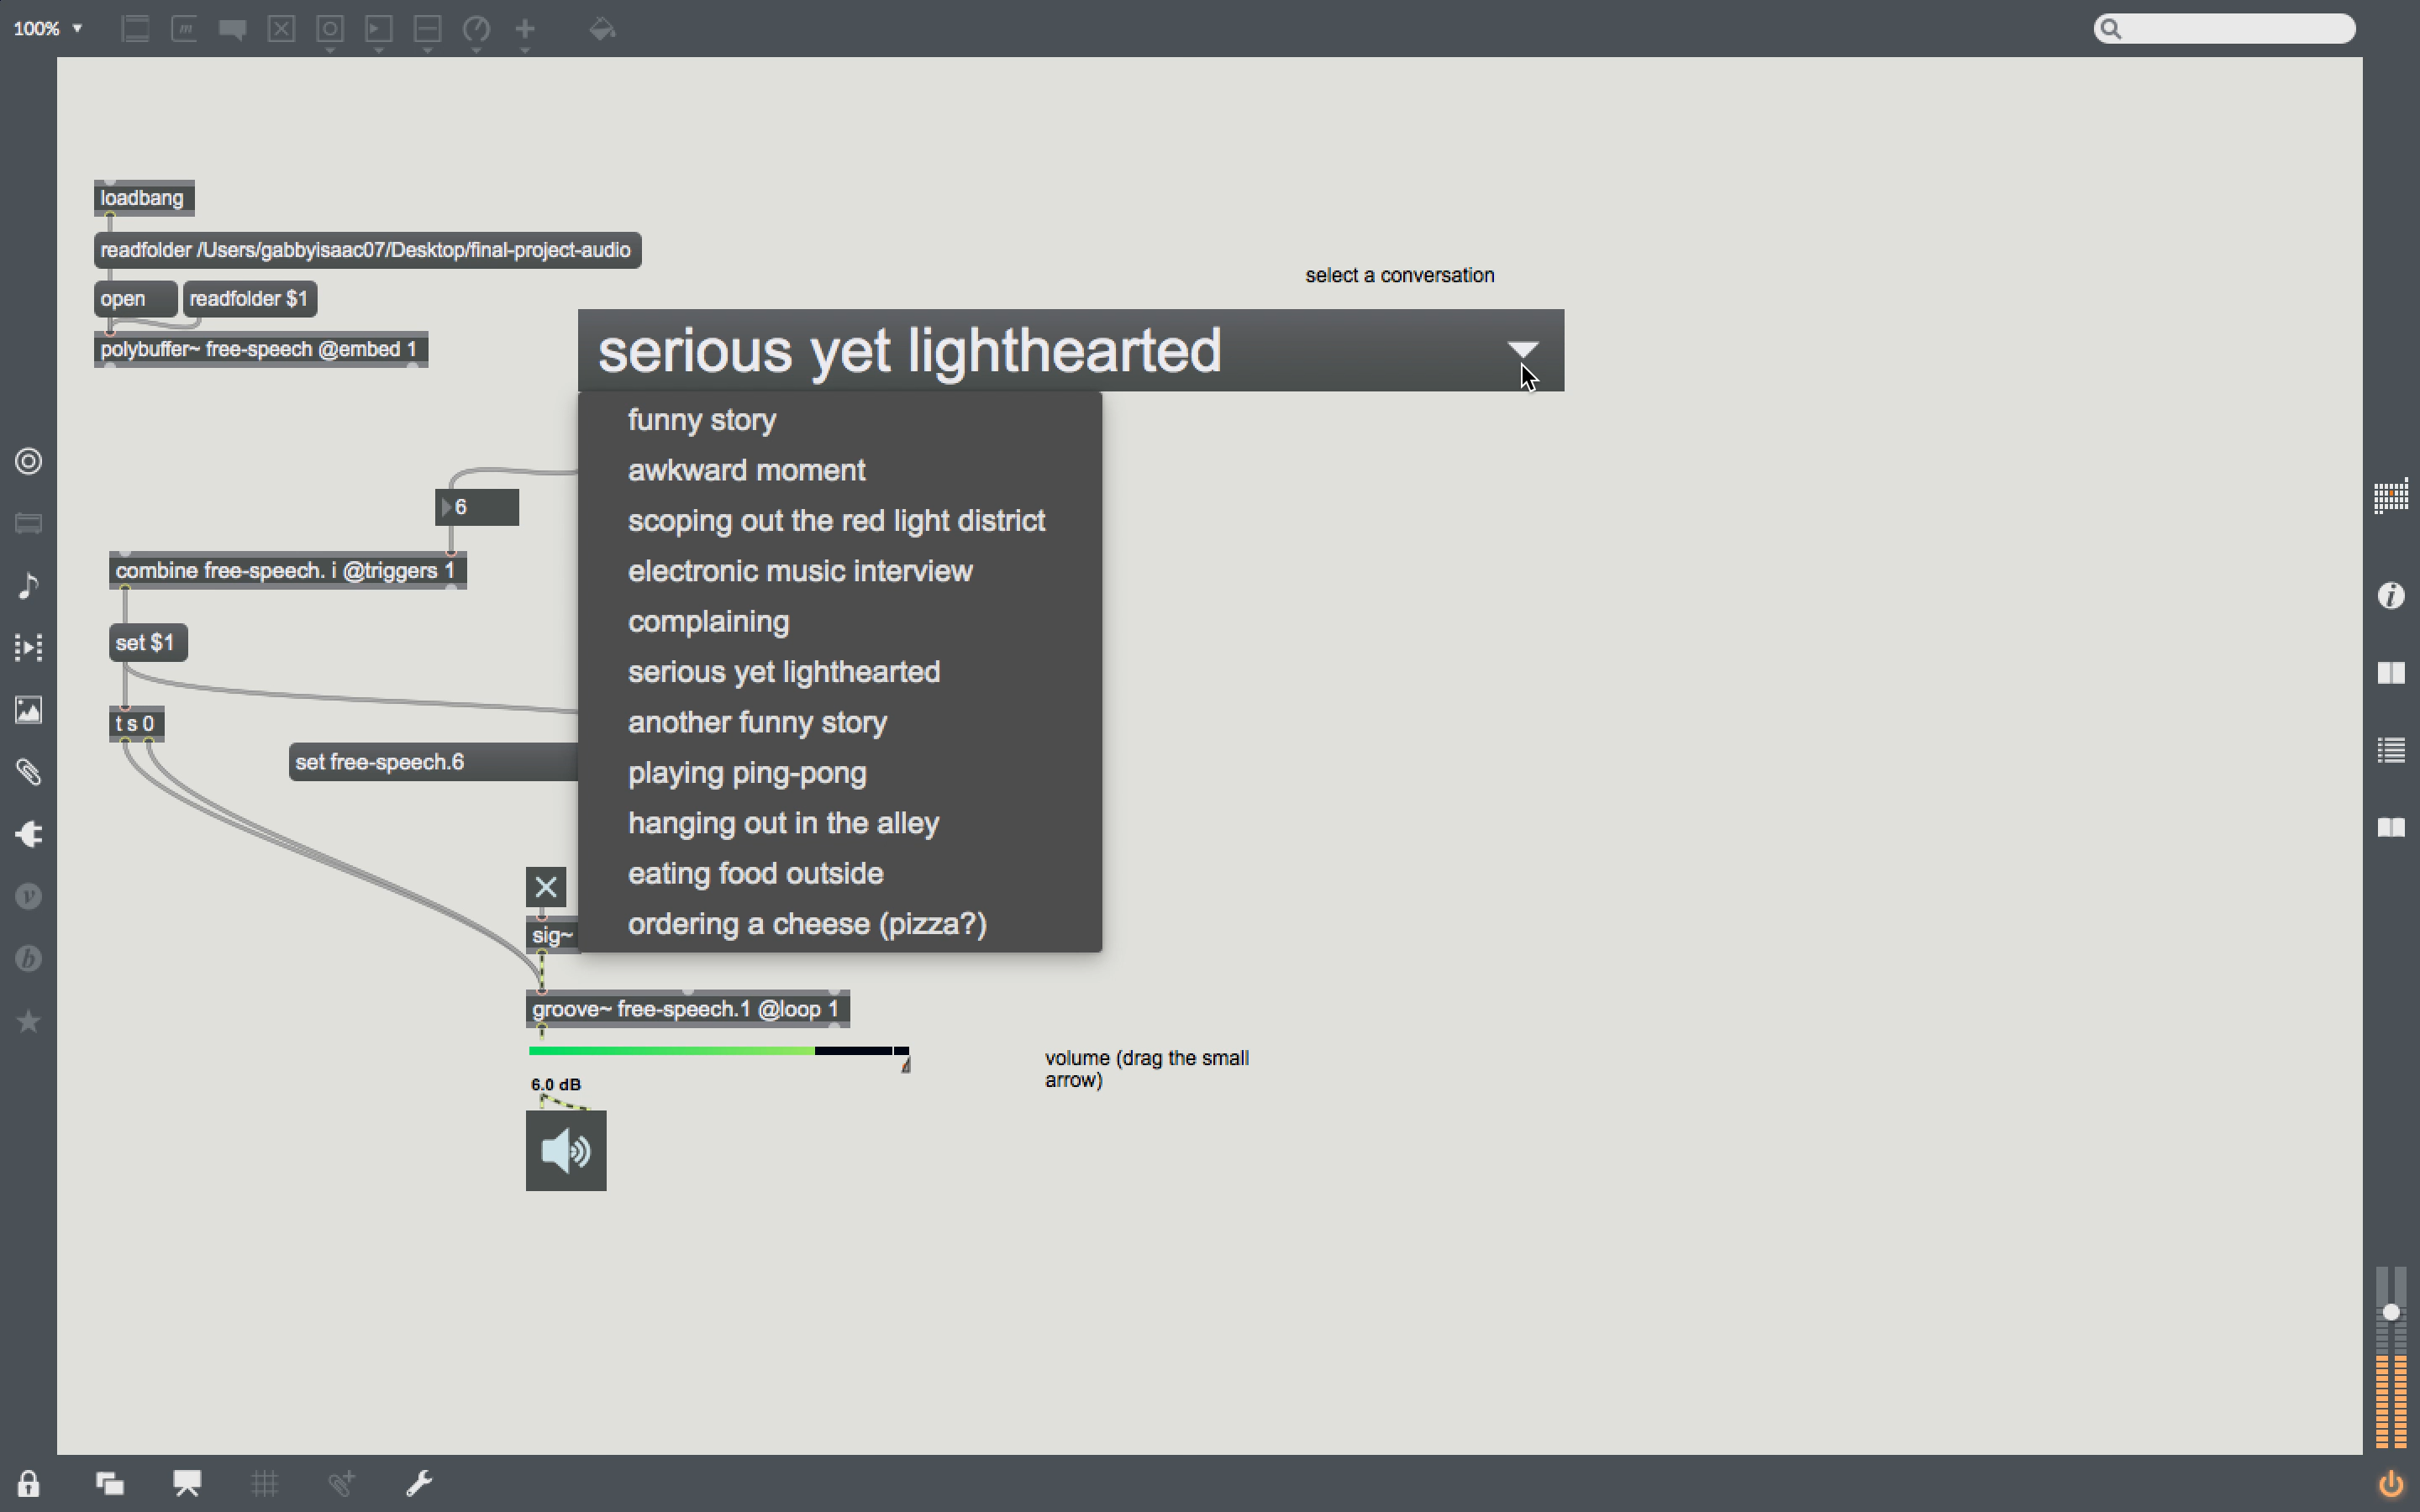 100%
loadbang
readfolder /Users/gabbyisaac07/Desktop/final-project-audio
open
readfolder $1
polybuffer~ free-speech @embed 1
select a conversation
serious yet lighthearted
funny story
awkward moment
scoping out the red light district
electronic music interview
complaining
serious yet lighthearted
another funny story
playing ping-pong
hanging out in the alley
eating food outside
ordering a cheese (pizza?)
6
combine free-speech. i @triggers 1
set $1
t s 0
set free-speech.6
sig~
groove~ free-speech.1 @loop 1
volume (drag the small
arrow)
6.0 dB